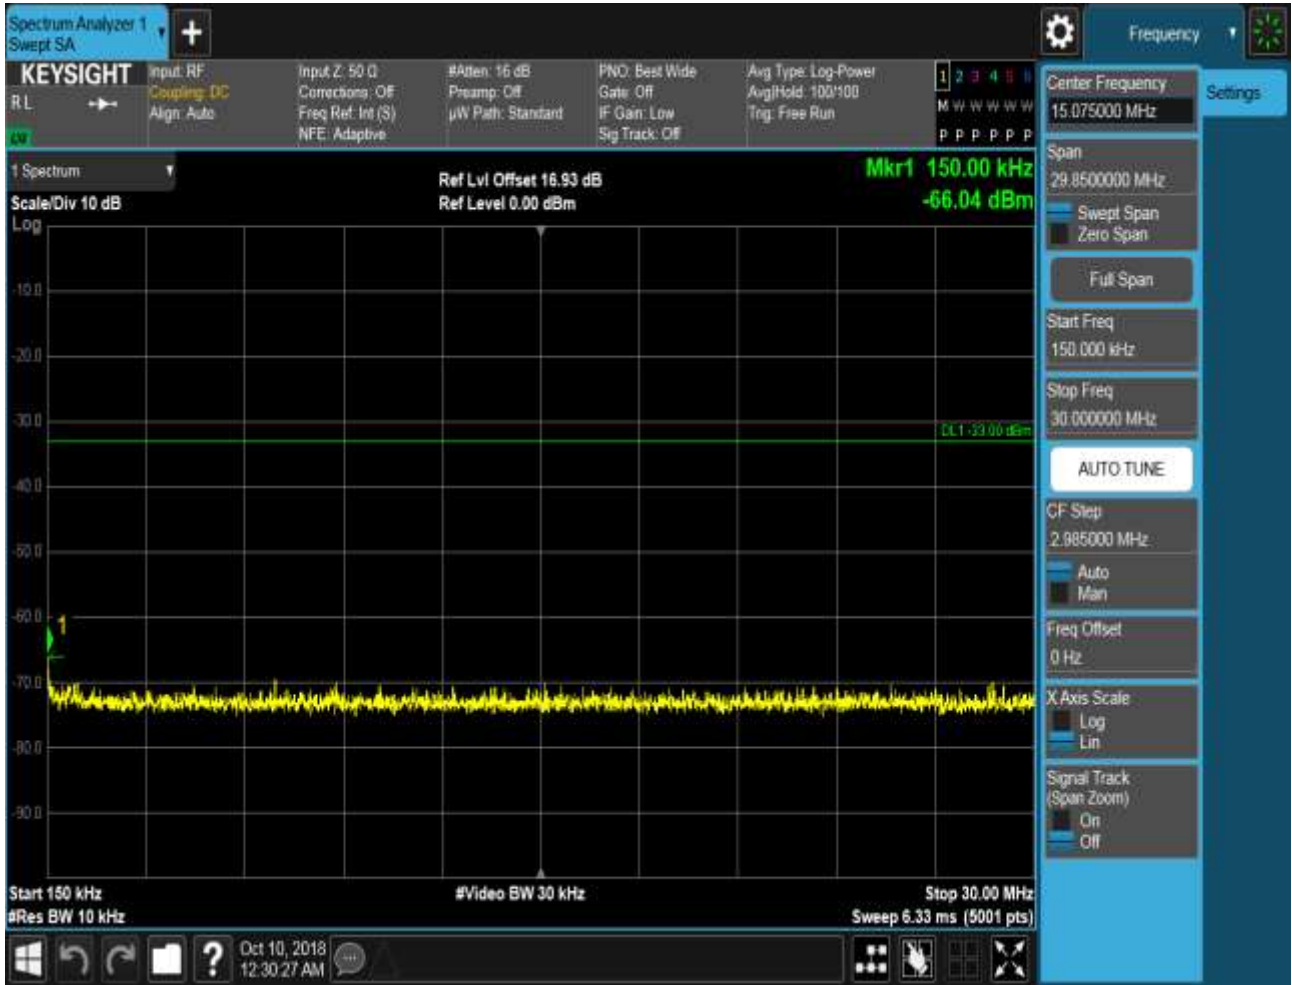 Spectrum Analyzer 1
Swept SA
Frequency
KEYSIGHT
RL
Input: RF
Coupling: DC
Align: Auto
Input Z: 50 Ω
Corrections: Off
Freq Ref: Int (S)
NFE: Adaptive
#Atten: 16 dB
Preamp: Off
µW Path: Standard
PNO: Best Wide
Gate: Off
IF Gain: Low
Sig Track: Off
Avg Type: Log-Power
Avg|Hold: 100/100
Trig: Free Run
1 2 3 4 5 6
M W W W W W
P P P P P P
1 Spectrum
Scale/Div 10 dB
Log
Ref Lvl Offset 16.93 dB
Ref Level 0.00 dBm
Mkr1 150.00 kHz
-66.04 dBm
-10.0
-20.0
-30.0
DL1 -33.00 dBm
-40.0
-50.0
-60.0
1
-70.0
-80.0
-90.0
Start 150 kHz
#Video BW 30 kHz
Stop 30.00 MHz
#Res BW 10 kHz
Sweep 6.33 ms (5001 pts)
?
Oct 10, 2018
12:30:27 AM
Center Frequency
15.075000 MHz
Settings
Span
29.8500000 MHz
Swept Span
Zero Span
Full Span
Start Freq
150.000 kHz
Stop Freq
30.000000 MHz
AUTO TUNE
CF Step
2.985000 MHz
Auto
Man
Freq Offset
0 Hz
X Axis Scale
Log
Lin
Signal Track
(Span Zoom)
On
Off